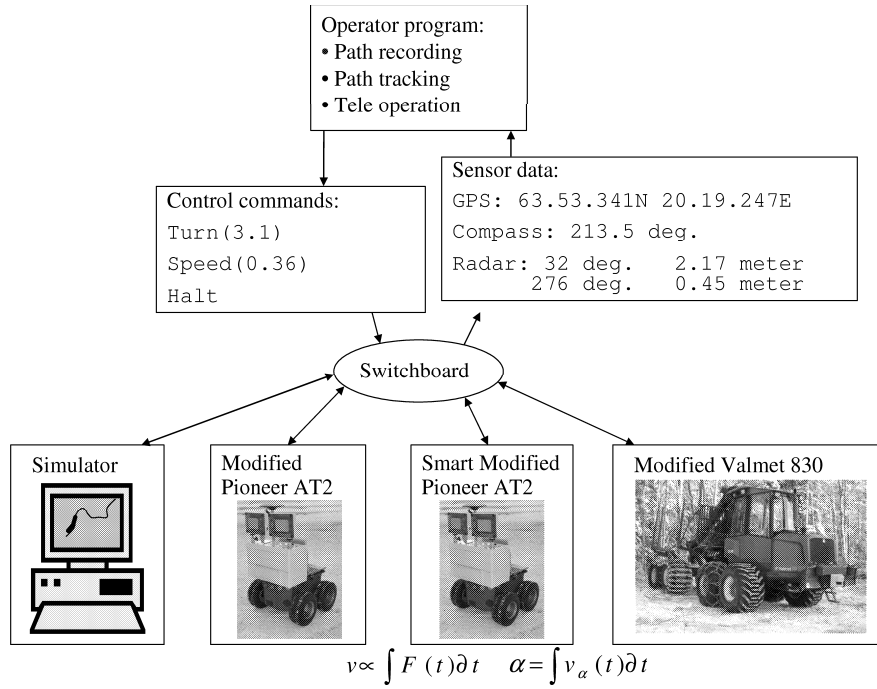 Operator program:
• Path recording
• Path tracking
• Tele operation
Control commands:
Turn(3.1)
Speed(0.36)
Halt
Sensor data:
GPS: 63.53.341N 20.19.247E
Compass: 213.5 deg.
Radar: 32 deg. 2.17 meter
276 deg. 0.45 meter
Switchboard
Simulator
Modified
Pioneer AT2
Smart Modified
Pioneer AT2
Modified Valmet 830
v∝ ∫ F (t)∂t α=∫ v_α (t)∂t